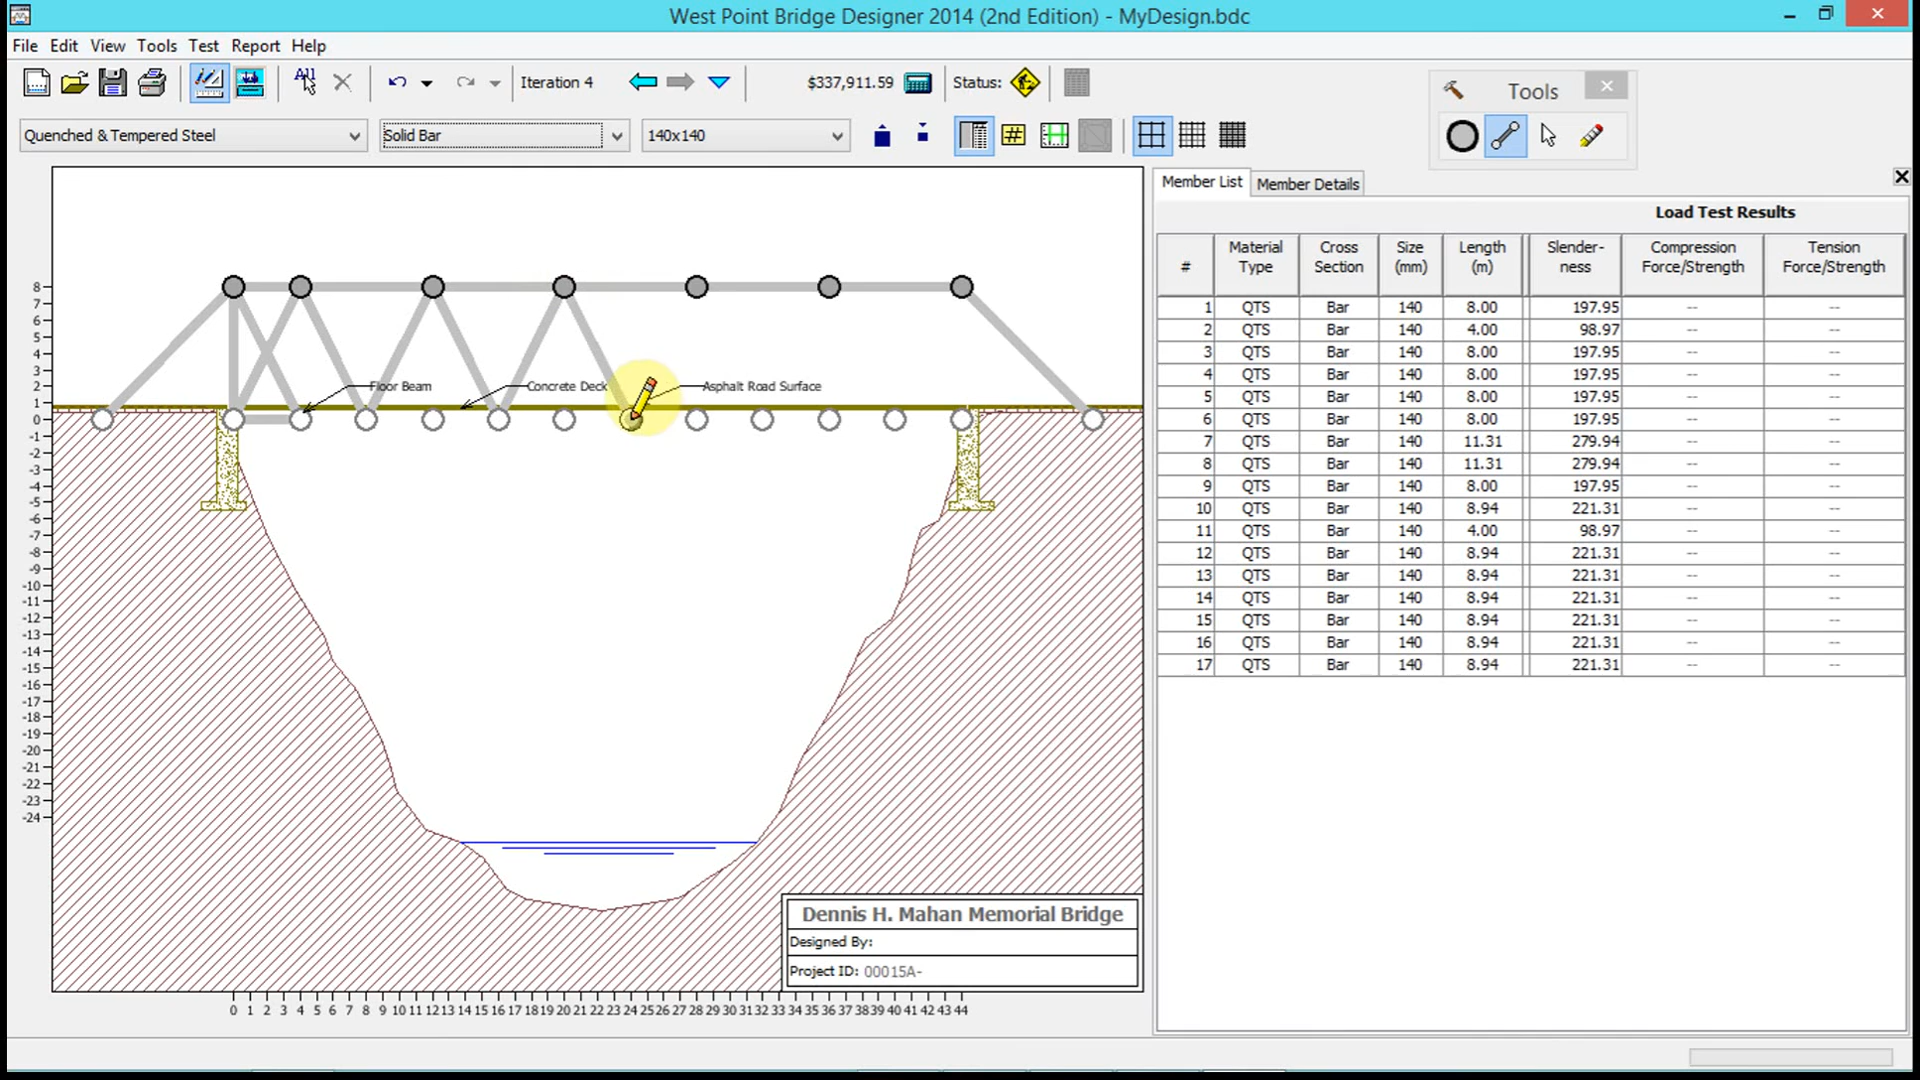 West Point Bridge Designer 2014 (2nd Edition) - MyDesign.bdc
File Edit View Tools Test Report Help
All Iteration 4 $337,911.59 Status:
Tools
Quenched & Tempered Steel Solid Bar 140x140
Member List Member Details
Load Test Results
# Material Type Cross Section Size (mm) Length (m) Slender-ness Compression Force/Strength Tension Force/Strength
1 QTS Bar 140 8.00 197.95 -- --
2 QTS Bar 140 4.00 98.97 -- --
3 QTS Bar 140 8.00 197.95 -- --
4 QTS Bar 140 8.00 197.95 -- --
5 QTS Bar 140 8.00 197.95 -- --
6 QTS Bar 140 8.00 197.95 -- --
7 QTS Bar 140 11.31 279.94 -- --
8 QTS Bar 140 11.31 279.94 -- --
9 QTS Bar 140 8.00 197.95 -- --
10 QTS Bar 140 8.94 221.31 -- --
11 QTS Bar 140 4.00 98.97 -- --
12 QTS Bar 140 8.94 221.31 -- --
13 QTS Bar 140 8.94 221.31 -- --
14 QTS Bar 140 8.94 221.31 -- --
15 QTS Bar 140 8.94 221.31 -- --
16 QTS Bar 140 8.94 221.31 -- --
17 QTS Bar 140 8.94 221.31 -- --
8
7
6
5
4
3
2
1
0
-1
-2
-3
-4
-5
-6
-7
-8
-9
-10
-11
-12
-13
-14
-15
-16
-17
-18
-19
-20
-21
-22
-23
-24
Floor Beam Concrete Deck Asphalt Road Surface
Dennis H. Mahan Memorial Bridge
Designed By:
Project ID: 00015A-
0 1 2 3 4 5 6 7 8 9 10 11 12 13 14 15 16 17 18 19 20 21 22 23 24 25 26 27 28 29 30 31 32 33 34 35 36 37 38 39 40 41 42 43 44